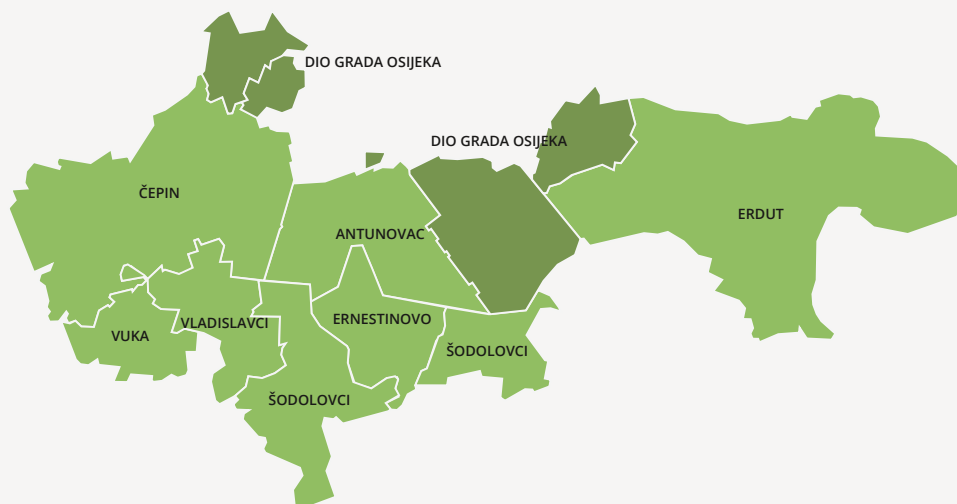 DIO GRADA OSIJEKA
DIO GRADA OSIJEKA
ČEPIN
ERDUT
ANTUNOVAC
ERNESTINOVO
VLADISLAVCI
VUKA
ŠODOLOVCI
ŠODOLOVCI